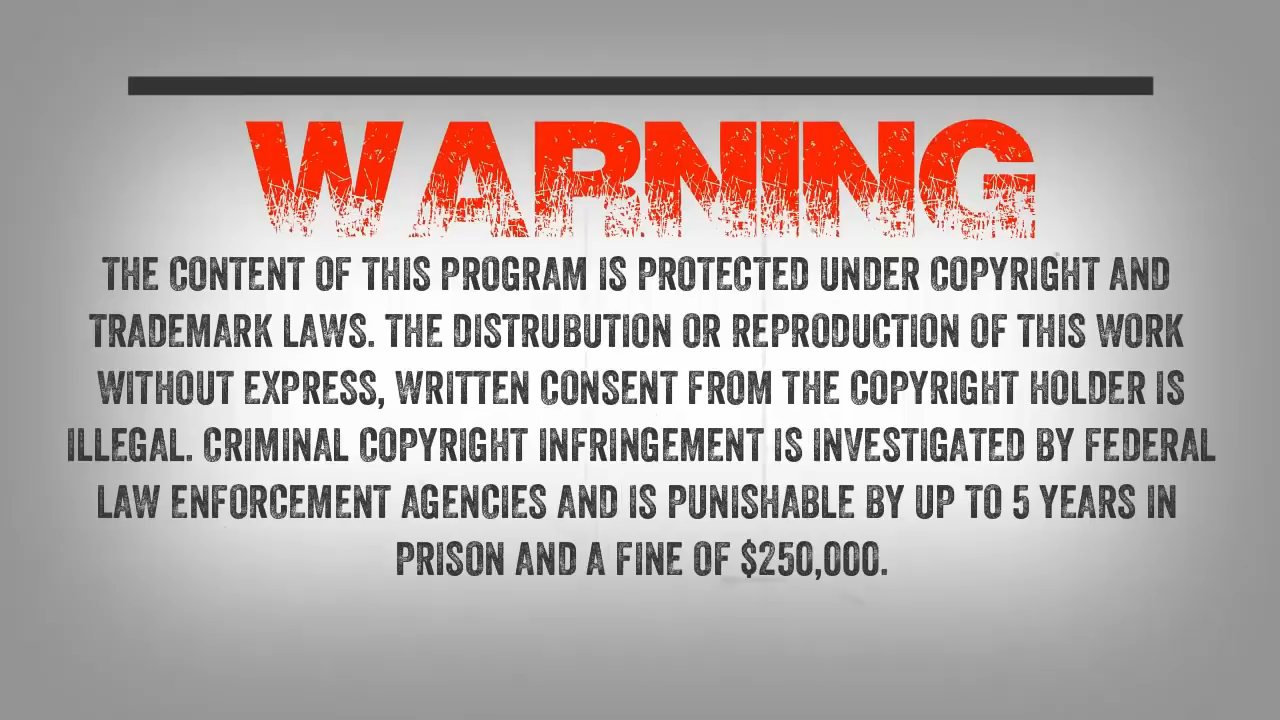 WARNING
THE CONTENT OF THIS PROGRAM IS PROTECTED UNDER COPYRIGHT AND
TRADEMARK LAWS. THE DISTRUBUTION OR REPRODUCTION OF THIS WORK
WITHOUT EXPRESS, WRITTEN CONSENT FROM THE COPYRIGHT HOLDER IS
ILLEGAL. CRIMINAL COPYRIGHT INFRINGEMENT IS INVESTIGATED BY FEDERAL
LAW ENFORCEMENT AGENCIES AND IS PUNISHABLE BY UP TO 5 YEARS IN
PRISON AND A FINE OF $250,000.